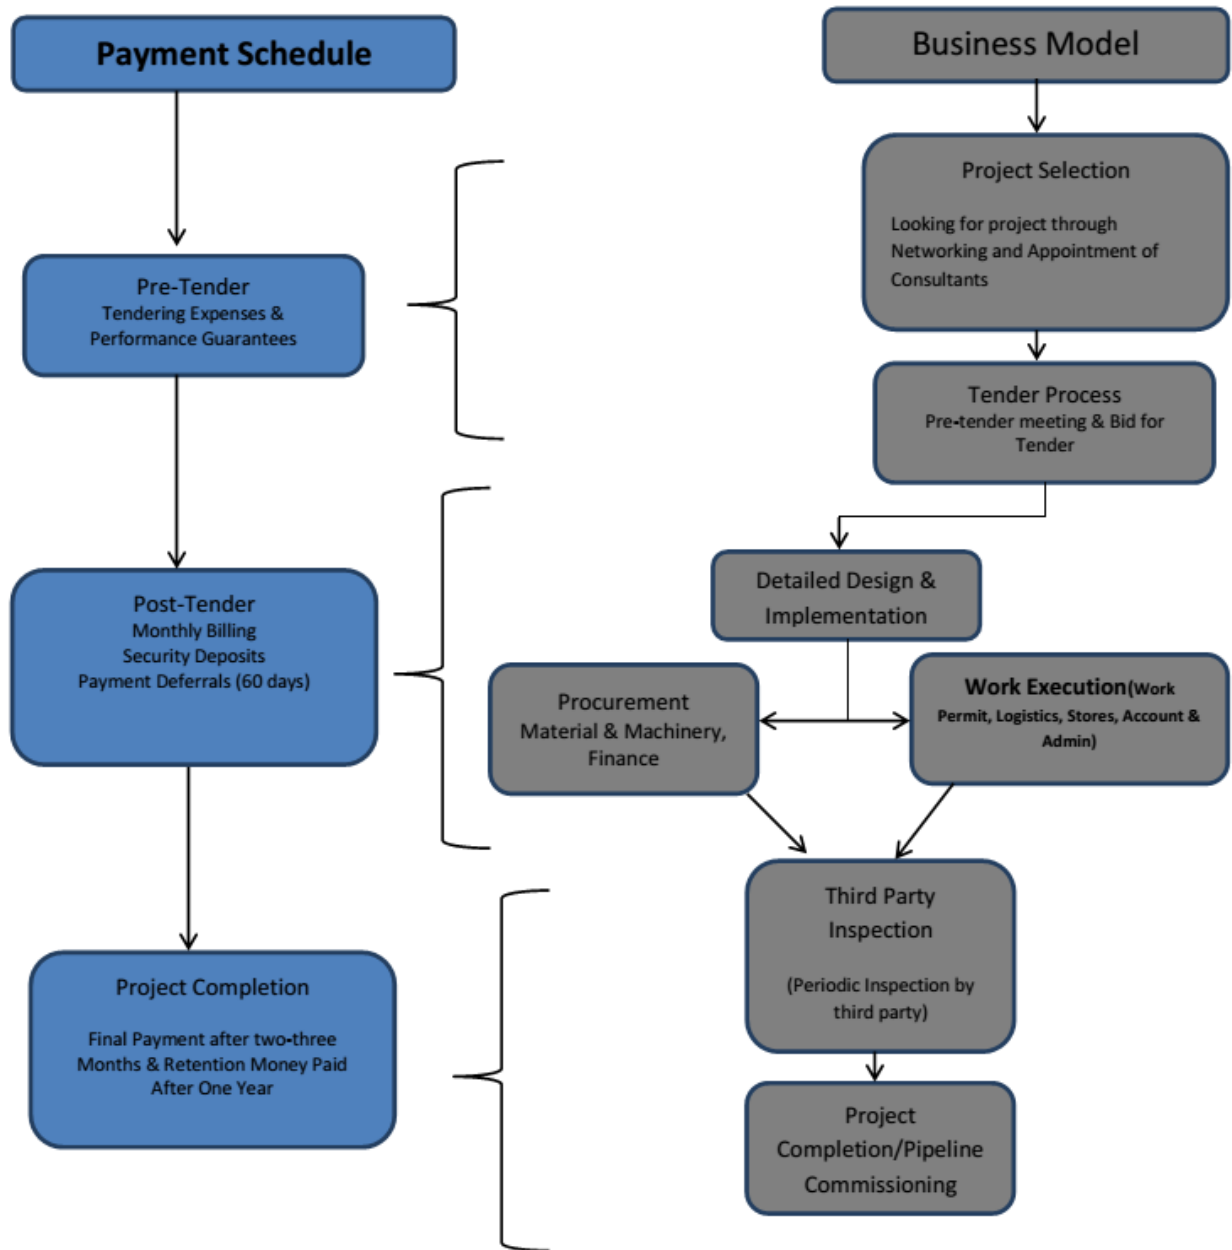 Payment Schedule
Pre-Tender
Tendering Expenses &
Performance Guarantees
Post-Tender
Monthly Billing
Security Deposits
Payment Deferrals (60 days)
Project Completion
Final Payment after two-three
Months & Retention Money Paid
After One Year
Business Model
Project Selection
Looking for project through
Networking and Appointment of
Consultants
Tender Process
Pre-tender meeting & Bid for
Tender
Detailed Design &
Implementation
Procurement
Material & Machinery,
Finance
Work Execution(Work
Permit, Logistics, Stores, Account &
Admin)
Third Party
Inspection
(Periodic Inspection by
third party)
Project
Completion/Pipeline
Commissioning